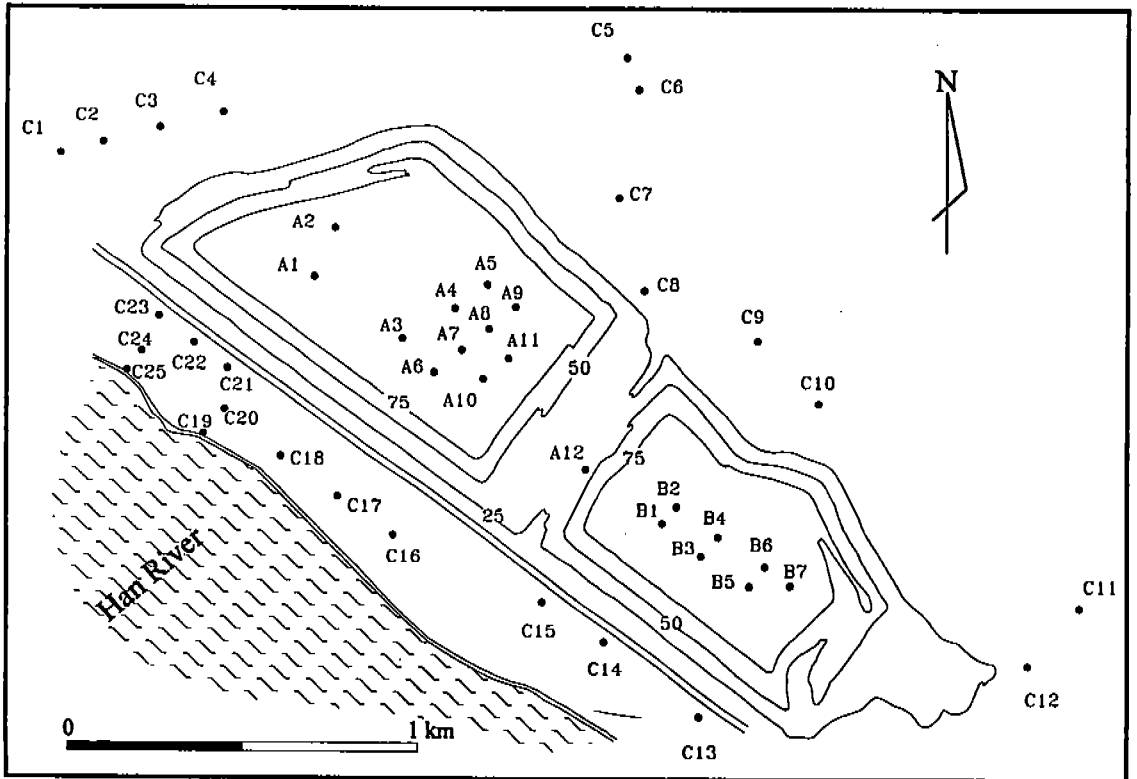 C5
C4
C6
N
C3
C2
C1
C7
A2
A1
A5
C8
A4
A9
C23
A8
C9
A3
A7
A11
C24
C22
A6
50
C25
C21
A10
C10
75
C20
C19
A12
75
C18
B2
C17
25
B1
B4
C16
B3
B6
B5
B7
Han River
C11
C15
50
C14
C12
0
1 km
C13